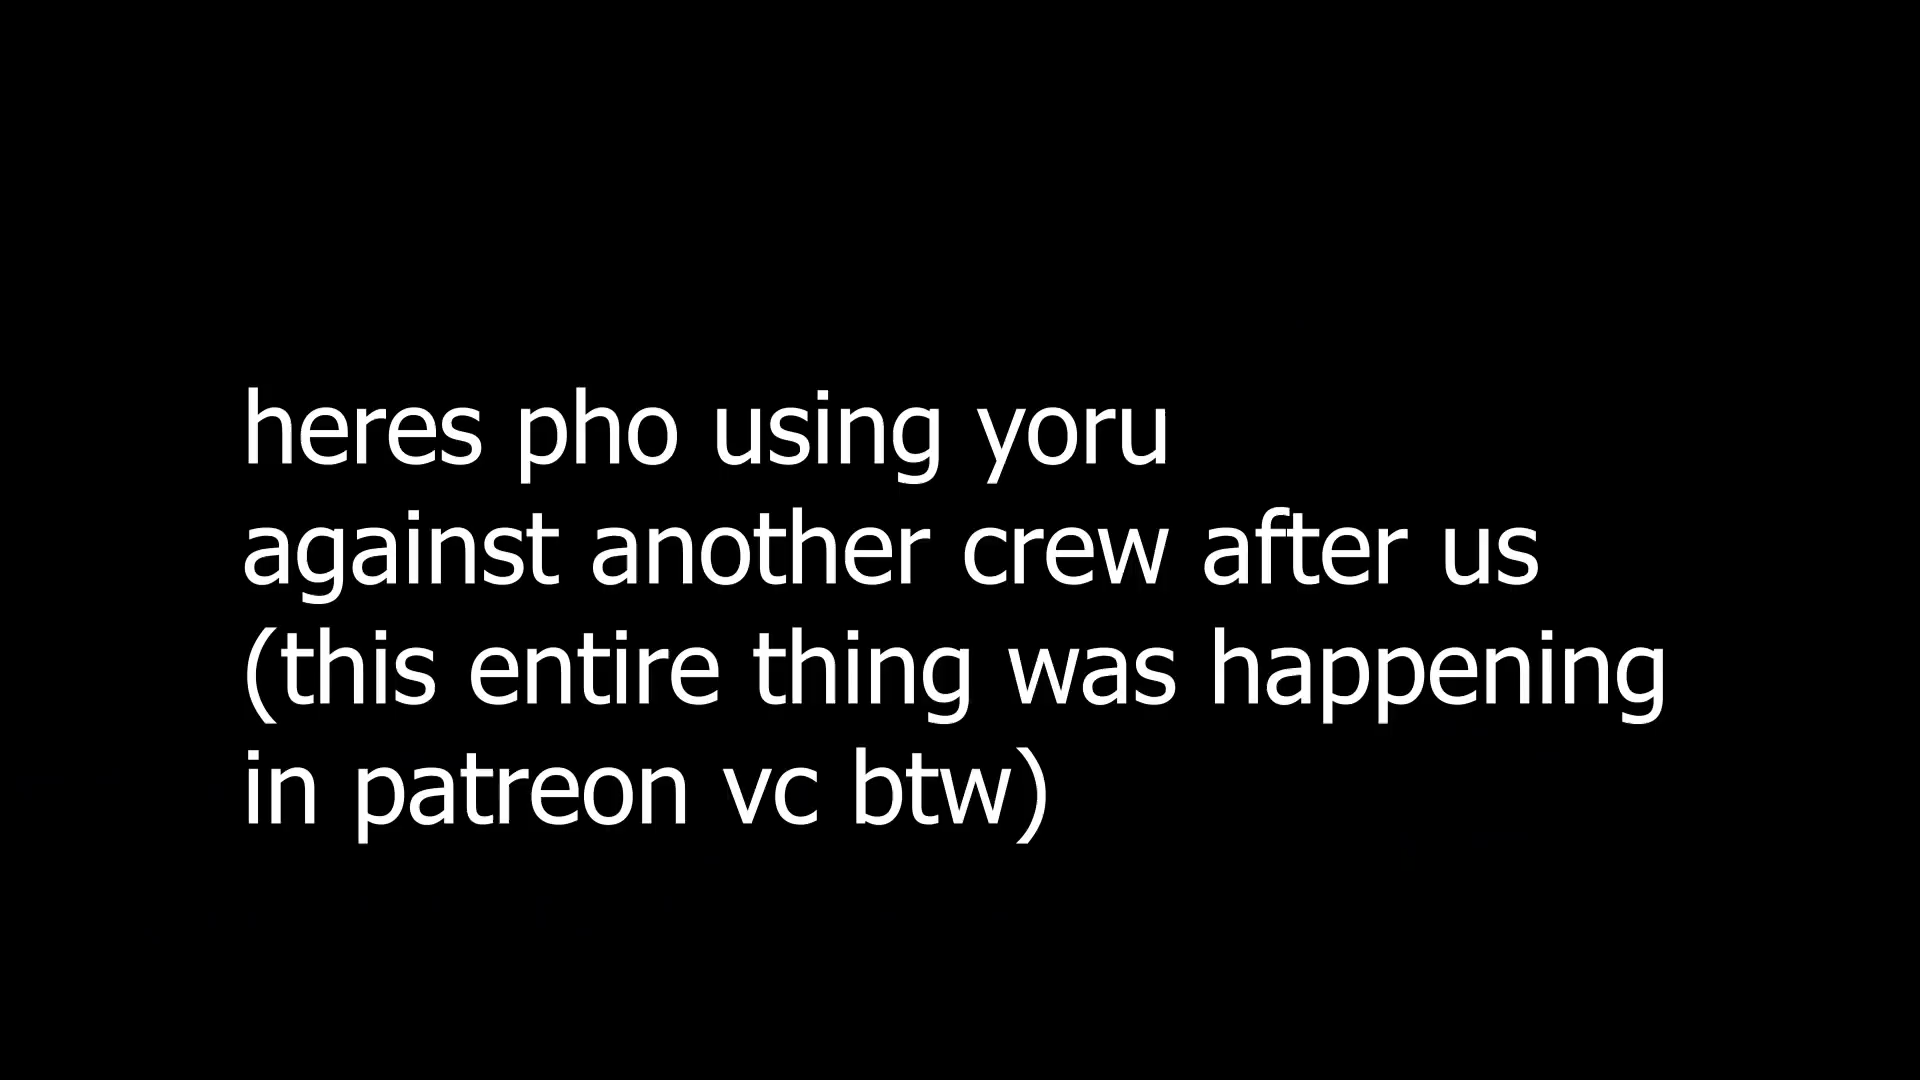 heres pho using yoru
against another crew after us
(this entire thing was happening
in patreon vc btw)